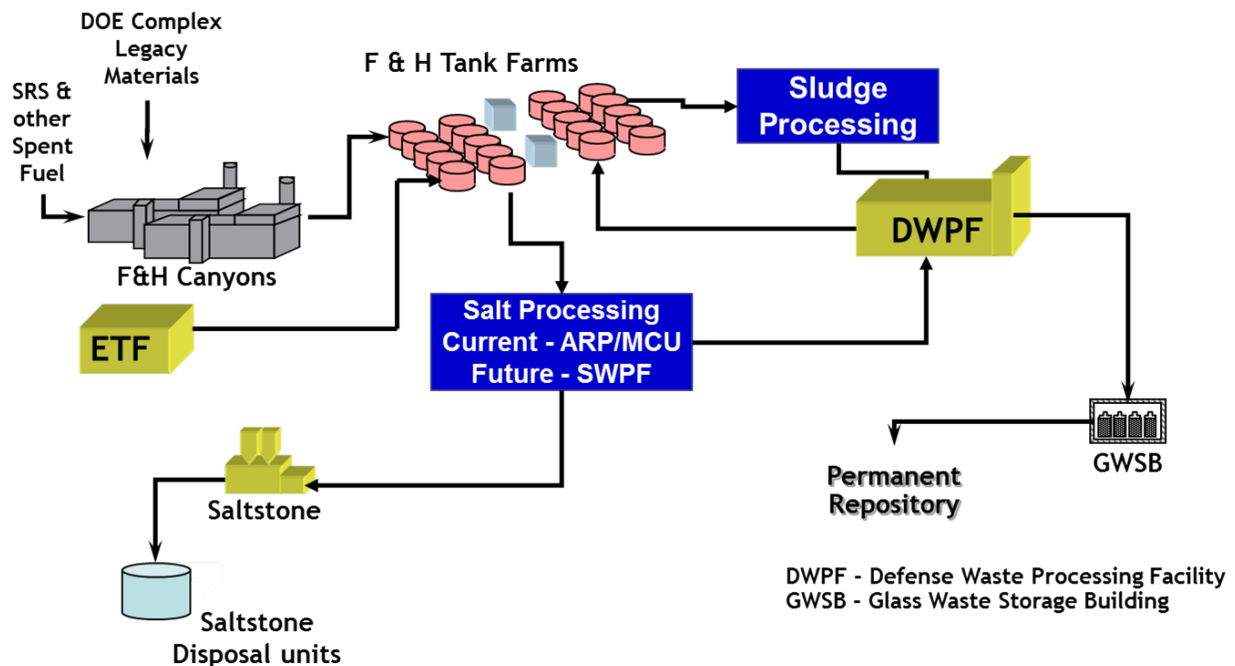 DOE Complex
Legacy
Materials
SRS &
other
Spent
Fuel
F & H Tank Farms
Sludge
Processing
F&H Canyons
DWPF
ETF
Salt Processing
Current - ARP/MCU
Future - SWPF
GWSB
Permanent
Repository
Saltstone
DWPF - Defense Waste Processing Facility
GWSB - Glass Waste Storage Building
Saltstone
Disposal units